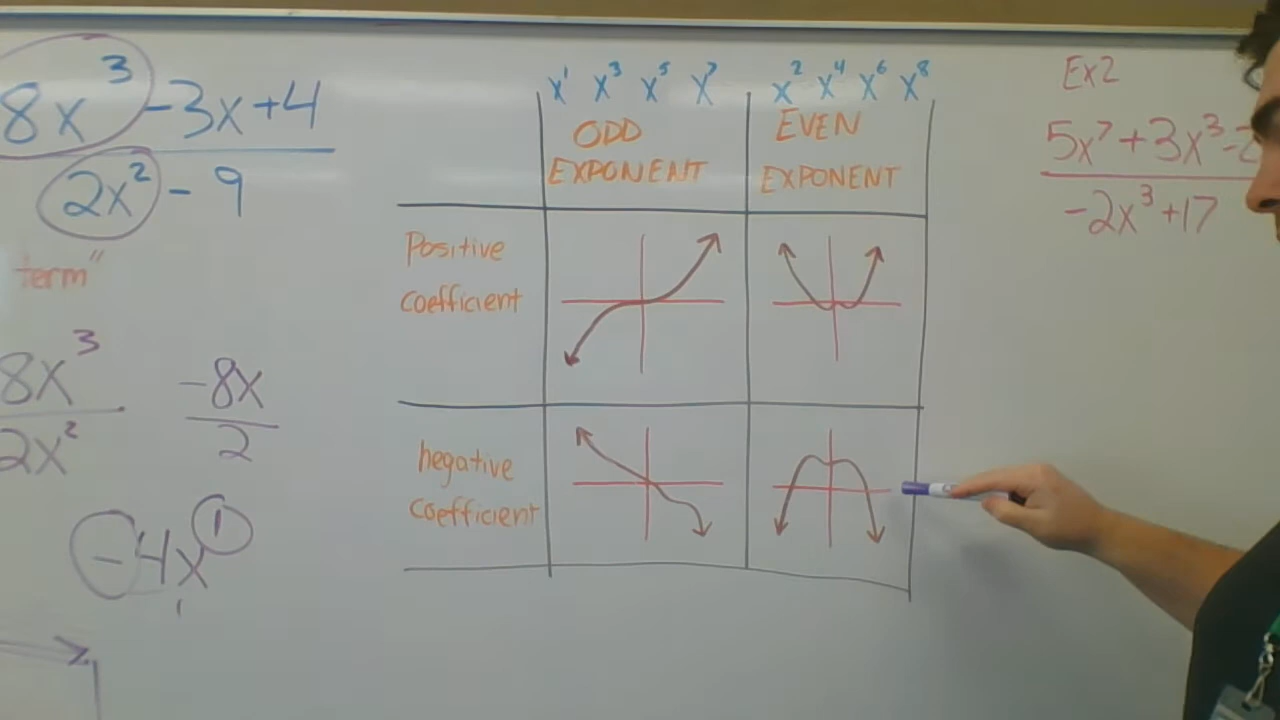 8x³ - 3x + 4
2x² - 9
term"
8x³
2x²
-8x
2
-4x¹
x¹ x³ x⁵ x⁷
x² x⁴ x⁶ x⁸
ODD
EXPONENT
EVEN
EXPONENT
Positive
coefficient
negative
coefficient
Ex2
5x⁷ + 3x³ - 2
-2x³ + 17